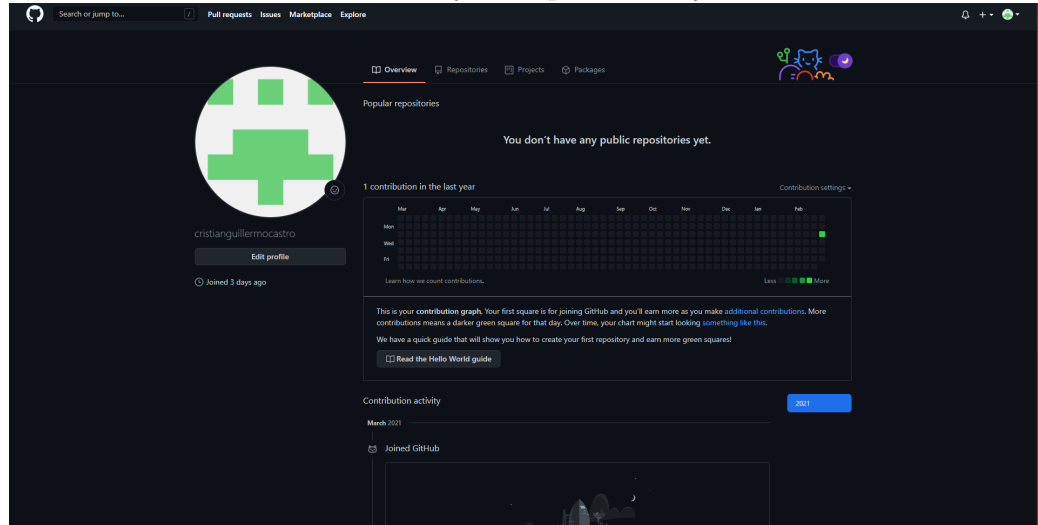 Search or jump to... / Pull requests Issues Marketplace Explore
Overview Repositories Projects Packages
Popular repositories
You don't have any public repositories yet.
1 contribution in the last year Contribution settings
Mar Apr May Jun Jul Aug Sep Oct Nov Dec Jan Feb
Mon
Wed
Fri
Learn how we count contributions. Less More
cristianguillermocastro
Edit profile
Joined 3 days ago
This is your contribution graph. Your first square is for joining GitHub and you'll earn more as you make additional contributions. More
contributions means a darker green square for that day. Over time, your chart might start looking something like this.
We have a quick guide that will show you how to create your first repository and earn more green squares!
Read the Hello World guide
Contribution activity 2021
March 2021
Joined GitHub